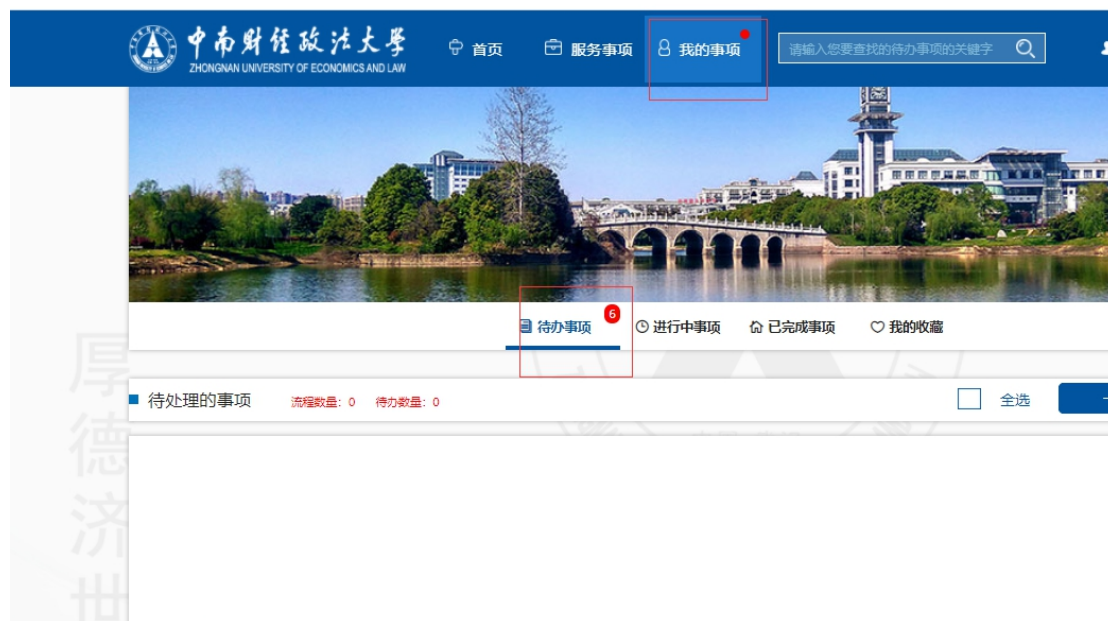 中南财经政法大学
ZHONGNAN UNIVERSITY OF ECONOMICS AND LAW
首页
服务事项
我的事项
请输入您要查找的待办事项的关键字
待办事项 6
进行中事项
已完成事项
我的收藏
待处理的事项
流程数量：0
待办数量：0
全选
厚德济世